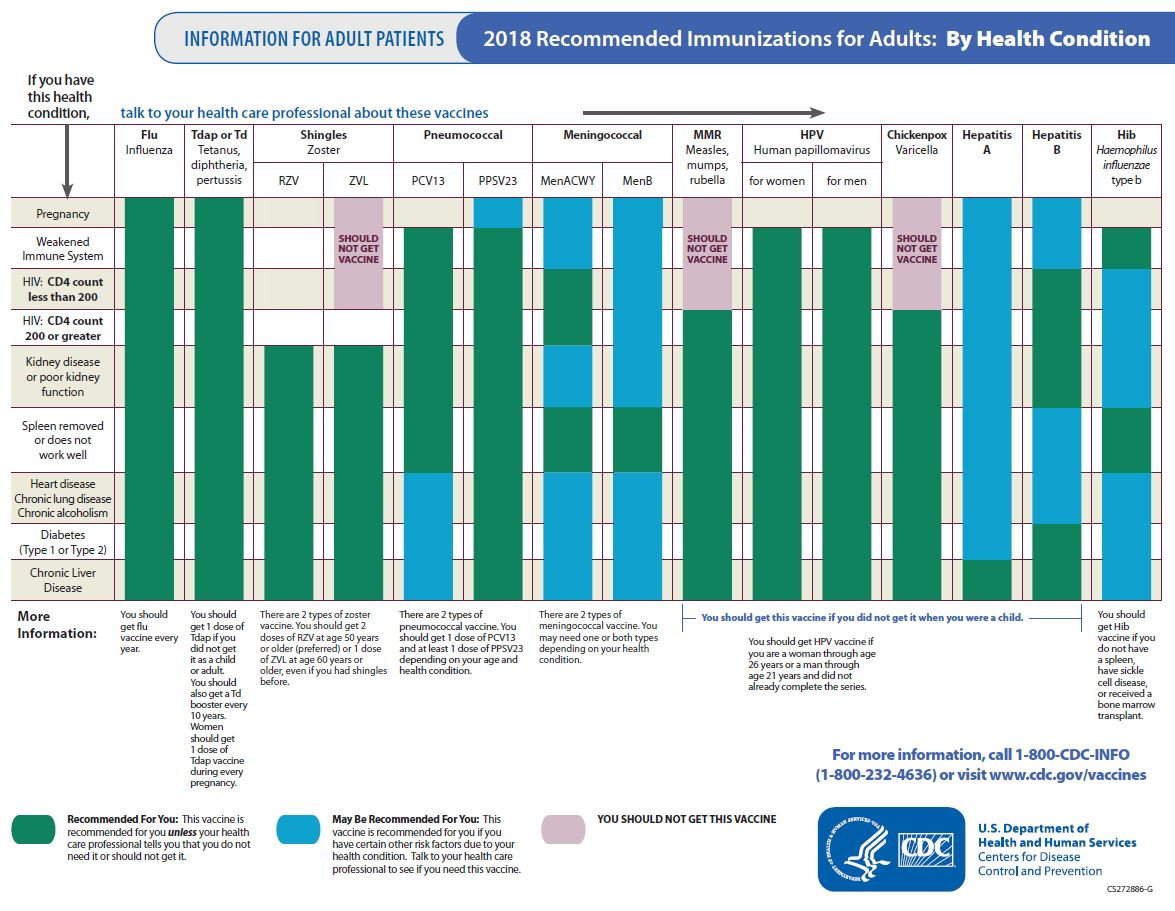 INFORMATION FOR ADULT PATIENTS
2018 Recommended Immunizations for Adults: By Health Condition
If you have
this health
condition,
talk to your health care professional about these vaccines
Flu
Influenza
Tdap or Td
Tetanus,
diphtheria,
pertussis
Shingles
Zoster
RZV
ZVL
Pneumococcal
PCV13
PPSV23
Meningococcal
MenACWY
MenB
MMR
Measles,
mumps,
rubella
HPV
Human papillomavirus
for women
for men
Chickenpox
Varicella
Hepatitis
A
Hepatitis
B
Hib
Haemophilus
influenzae
type b
Pregnancy
Weakened
Immune System
HIV: CD4 count
less than 200
HIV: CD4 count
200 or greater
Kidney disease
or poor kidney
function
Spleen removed
or does not
work well
Heart disease
Chronic lung disease
Chronic alcoholism
Diabetes
(Type 1 or Type 2)
Chronic Liver
Disease
SHOULD
NOT GET
VACCINE
SHOULD
NOT GET
VACCINE
SHOULD
NOT GET
VACCINE
More
Information:
You should
get flu
vaccine every
year.
You should
get 1 dose of
Tdap if you
did not get
it as a child
or adult.
You should
also get a Td
booster every
10 years.
Women
should get
1 dose of
Tdap vaccine
during every
pregnancy.
There are 2 types of zoster
vaccine. You should get 2
doses of RZV at age 50 years
or older (preferred) or 1 dose
of ZVL at age 60 years or
older, even if you had shingles
before.
There are 2 types of
pneumococcal vaccine. You
should get 1 dose of PCV13
and at least 1 dose of PPSV23
depending on your age and
health condition.
There are 2 types of
meningococcal vaccine. You
may need one or both types
depending on your health
condition.
You should get this vaccine if you did not get it when you were a child.
You should get HPV vaccine if
you are a woman through age
26 years or a man through
age 21 years and did not
already complete the series.
You should
get Hib
vaccine if you
do not have
a spleen,
have sickle
cell disease,
or received a
bone marrow
transplant.
For more information, call 1-800-CDC-INFO
(1-800-232-4636) or visit www.cdc.gov/vaccines
Recommended For You: This vaccine is
recommended for you unless your health
care professional tells you that you do not
need it or should not get it.
May Be Recommended For You: This
vaccine is recommended for you if you
have certain other risk factors due to your
health condition. Talk to your health care
professional to see if you need this vaccine.
YOU SHOULD NOT GET THIS VACCINE
DEPARTMENT OF HEALTH & HUMAN SERVICES • USA
CDC
U.S. Department of
Health and Human Services
Centers for Disease
Control and Prevention
CS272886-G